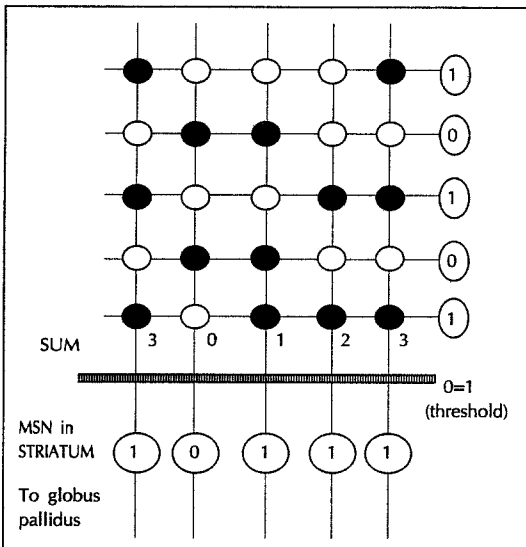 1
0
1
0
1
SUM 3 0 1 2 3
0=1
(threshold)
MSN in
STRIATUM 1 0 1 1 1
To globus
pallidus